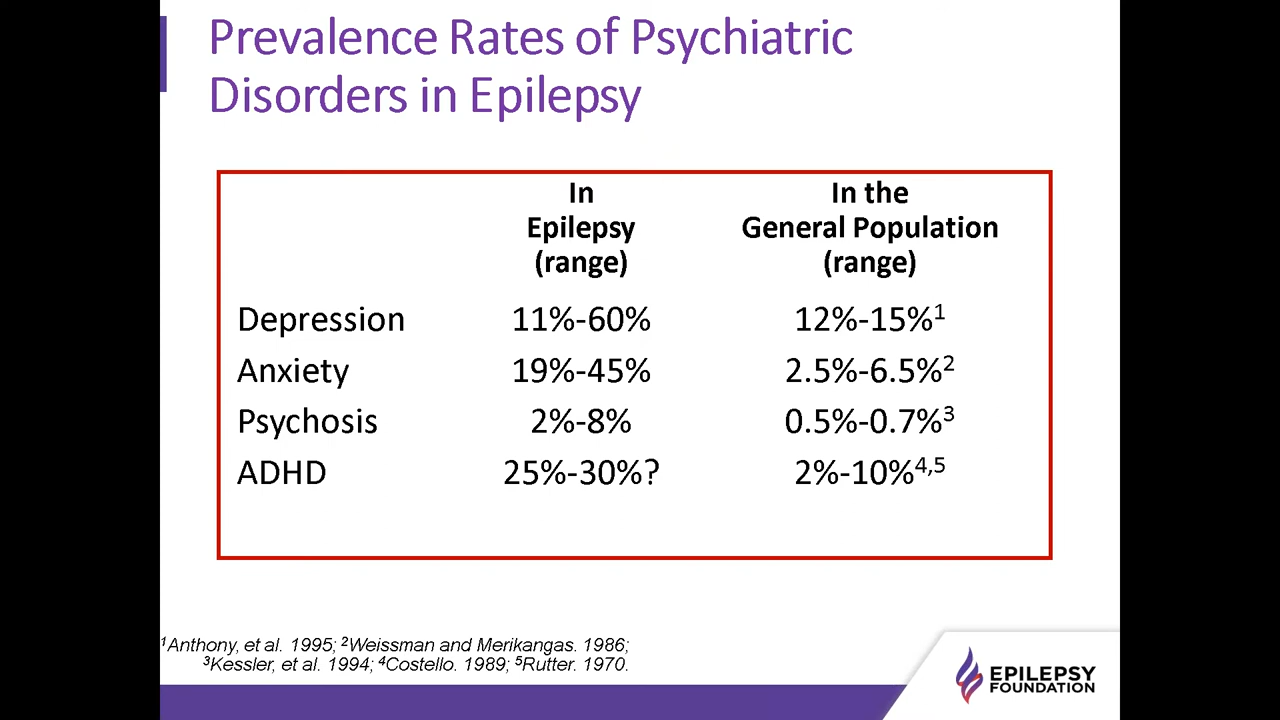 Prevalence Rates of Psychiatric
Disorders in Epilepsy
In
Epilepsy
(range)
In the
General Population
(range)
Depression 11%-60% 12%-15%¹
Anxiety 19%-45% 2.5%-6.5%²
Psychosis 2%-8% 0.5%-0.7%³
ADHD 25%-30%? 2%-10%⁴,⁵
¹Anthony, et al. 1995; ²Weissman and Merikangas. 1986;
³Kessler, et al. 1994; ⁴Costello. 1989; ⁵Rutter. 1970.
EPILEPSY
FOUNDATION